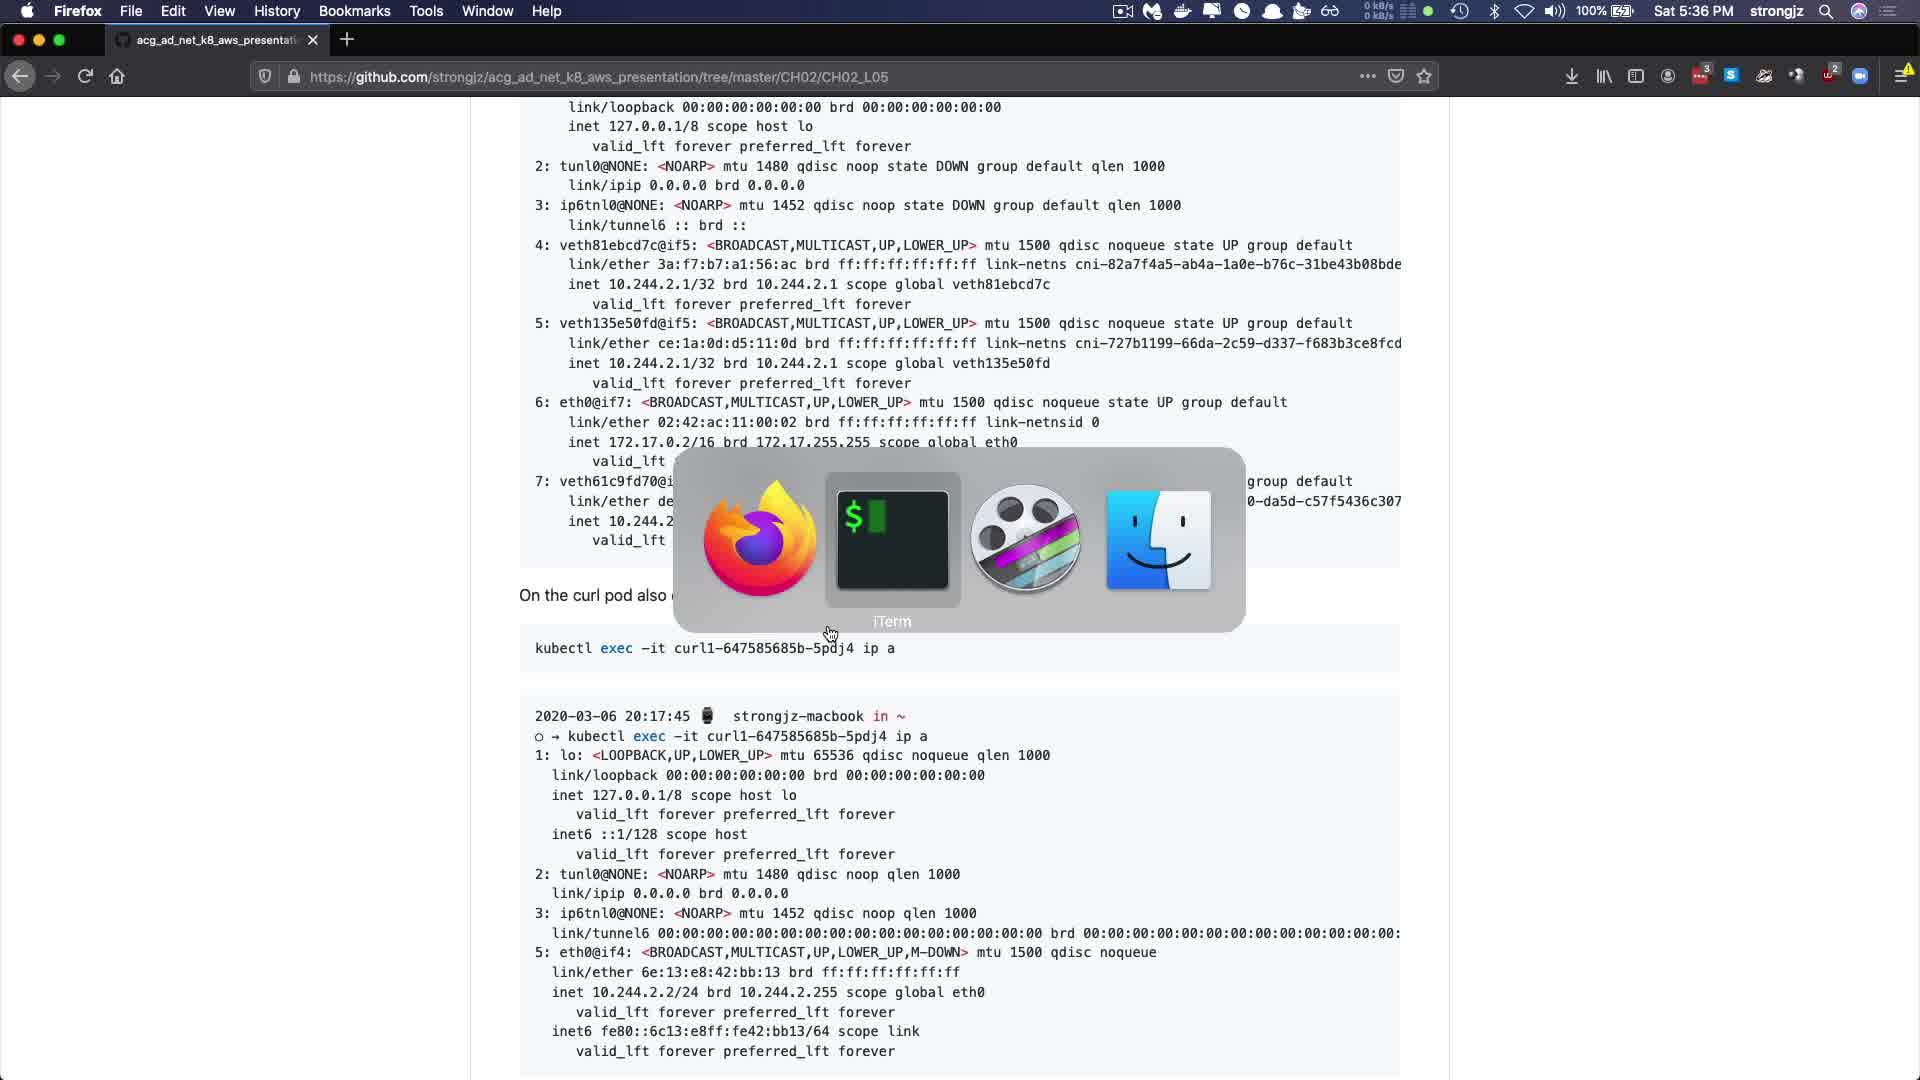 Firefox File Edit View History Bookmarks Tools Window Help 0 kB/s 0 kB/s 100% Sat 5:36 PM strongjz
acg_ad_net_k8_aws_presentati
https://github.com/strongjz/acg_ad_net_k8_aws_presentation/tree/master/CH02/CH02_L05 3 S 2
link/loopback 00:00:00:00:00:00 brd 00:00:00:00:00:00
inet 127.0.0.1/8 scope host lo
valid_lft forever preferred_lft forever
2: tunl0@NONE: <NOARP> mtu 1480 qdisc noop state DOWN group default qlen 1000
link/ipip 0.0.0.0 brd 0.0.0.0
3: ip6tnl0@NONE: <NOARP> mtu 1452 qdisc noop state DOWN group default qlen 1000
link/tunnel6 :: brd ::
4: veth81ebcd7c@if5: <BROADCAST,MULTICAST,UP,LOWER_UP> mtu 1500 qdisc noqueue state UP group default
link/ether 3a:f7:b7:a1:56:ac brd ff:ff:ff:ff:ff:ff link-netns cni-82a7f4a5-ab4a-1a0e-b76c-31be43b08bde
inet 10.244.2.1/32 brd 10.244.2.1 scope global veth81ebcd7c
valid_lft forever preferred_lft forever
5: veth135e50fd@if5: <BROADCAST,MULTICAST,UP,LOWER_UP> mtu 1500 qdisc noqueue state UP group default
link/ether ce:1a:0d:d5:11:0d brd ff:ff:ff:ff:ff:ff link-netns cni-727b1199-66da-2c59-d337-f683b3ce8fcd
inet 10.244.2.1/32 brd 10.244.2.1 scope global veth135e50fd
valid_lft forever preferred_lft forever
6: eth0@if7: <BROADCAST,MULTICAST,UP,LOWER_UP> mtu 1500 qdisc noqueue state UP group default
link/ether 02:42:ac:11:00:02 brd ff:ff:ff:ff:ff:ff link-netnsid 0
inet 172.17.0.2/16 brd 172.17.255.255 scope global eth0
valid_lft
7: veth61c9fd70@i group default
link/ether de 0-da5d-c57f5436c307
inet 10.244.2
valid_lft
$
iTerm
On the curl pod also
kubectl exec -it curl1-647585685b-5pdj4 ip a
2020-03-06 20:17:45 strongjz-macbook in ~
○ → kubectl exec -it curl1-647585685b-5pdj4 ip a
1: lo: <LOOPBACK,UP,LOWER_UP> mtu 65536 qdisc noqueue qlen 1000
link/loopback 00:00:00:00:00:00 brd 00:00:00:00:00:00
inet 127.0.0.1/8 scope host lo
valid_lft forever preferred_lft forever
inet6 ::1/128 scope host
valid_lft forever preferred_lft forever
2: tunl0@NONE: <NOARP> mtu 1480 qdisc noop qlen 1000
link/ipip 0.0.0.0 brd 0.0.0.0
3: ip6tnl0@NONE: <NOARP> mtu 1452 qdisc noop qlen 1000
link/tunnel6 00:00:00:00:00:00:00:00:00:00:00:00:00:00:00:00 brd 00:00:00:00:00:00:00:00:00:00:00:00:00:
5: eth0@if4: <BROADCAST,MULTICAST,UP,LOWER_UP,M-DOWN> mtu 1500 qdisc noqueue
link/ether 6e:13:e8:42:bb:13 brd ff:ff:ff:ff:ff:ff
inet 10.244.2.2/24 brd 10.244.2.255 scope global eth0
valid_lft forever preferred_lft forever
inet6 fe80::6c13:e8ff:fe42:bb13/64 scope link
valid_lft forever preferred_lft forever